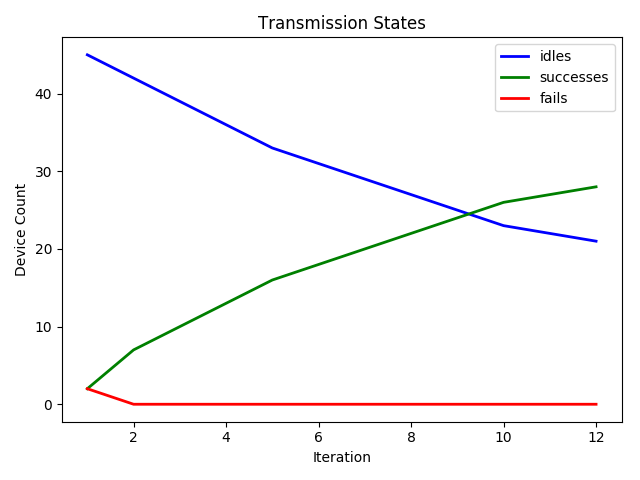 Transmission States
idles
successes
fails
Device Count
40
30
20
10
0
2 4 6 8 10 12
Iteration